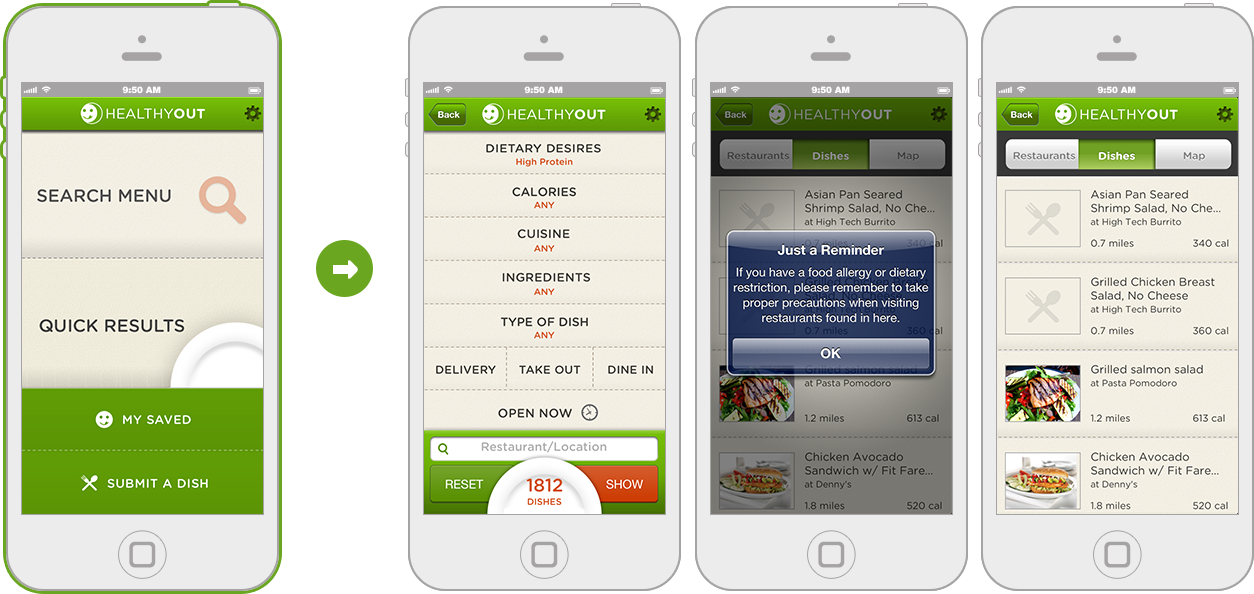 9:50 AM
HEALTHYOUT
SEARCH MENU
QUICK RESULTS
MY SAVED
SUBMIT A DISH
9:50 AM
Back
HEALTHYOUT
DIETARY DESIRES
High Protein
CALORIES
ANY
CUISINE
ANY
INGREDIENTS
ANY
TYPE OF DISH
ANY
DELIVERY TAKE OUT DINE IN
OPEN NOW
Restaurant/Location
RESET 1812 SHOW
DISHES
9:50 AM
Back HEALTHYOUT
Restaurants Dishes Map
Asian Pan Seared
Shrimp Salad, No Che...
at High Tech Burrito
340 cal
Just a Reminder
If you have a food allergy or dietary
restriction, please remember to take
proper precautions when visiting
restaurants found in here.
0.7 miles 360 cal
OK
Grilled salmon salad
at Pasta Pomodoro
1.2 miles 613 cal
Chicken Avocado
Sandwich w/ Fit Fare...
at Denny's
1.8 miles 520 cal
9:50 AM
Back HEALTHYOUT
Restaurants Dishes Map
Asian Pan Seared
Shrimp Salad, No Che...
at High Tech Burrito
0.7 miles 340 cal
Grilled Chicken Breast
Salad, No Cheese
at High Tech Burrito
0.7 miles 360 cal
Grilled salmon salad
at Pasta Pomodoro
1.2 miles 613 cal
Chicken Avocado
Sandwich w/ Fit Fare...
at Denny's
1.8 miles 520 cal